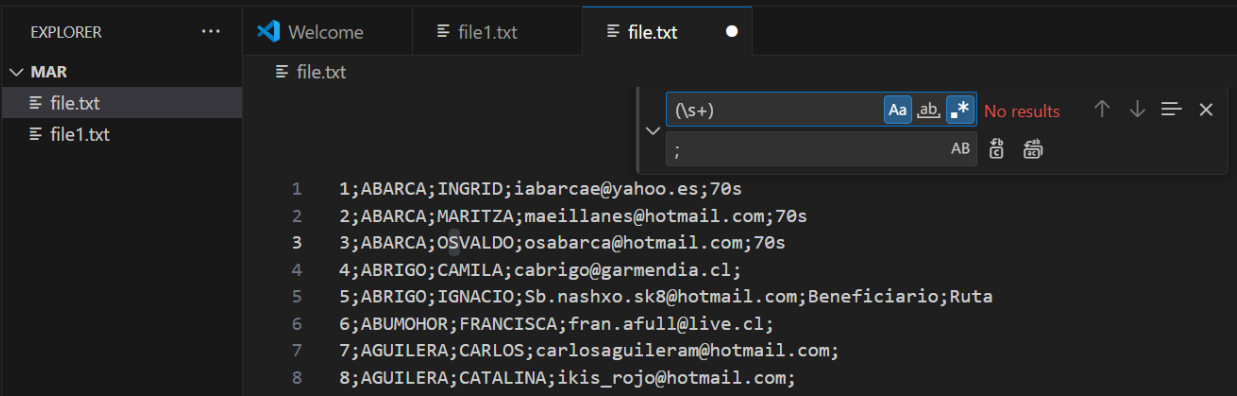 EXPLORER ···
Welcome
file1.txt
file.txt
MAR
file.txt
file1.txt
file.txt
(\s+) Aa ab .* No results
; AB
1 1;ABARCA;INGRID;iabarcae@yahoo.es;70s
2 2;ABARCA;MARITZA;maeillanes@hotmail.com;70s
3 3;ABARCA;OSVALDO;osabarca@hotmail.com;70s
4 4;ABRIGO;CAMILA;cabrigo@garmendia.cl;
5 5;ABRIGO;IGNACIO;Sb.nashxo.sk8@hotmail.com;Beneficiario;Ruta
6 6;ABUMOHOR;FRANCISCA;fran.afull@live.cl;
7 7;AGUILERA;CARLOS;carlosaguileram@hotmail.com;
8 8;AGUILERA;CATALINA;ikis_rojo@hotmail.com;